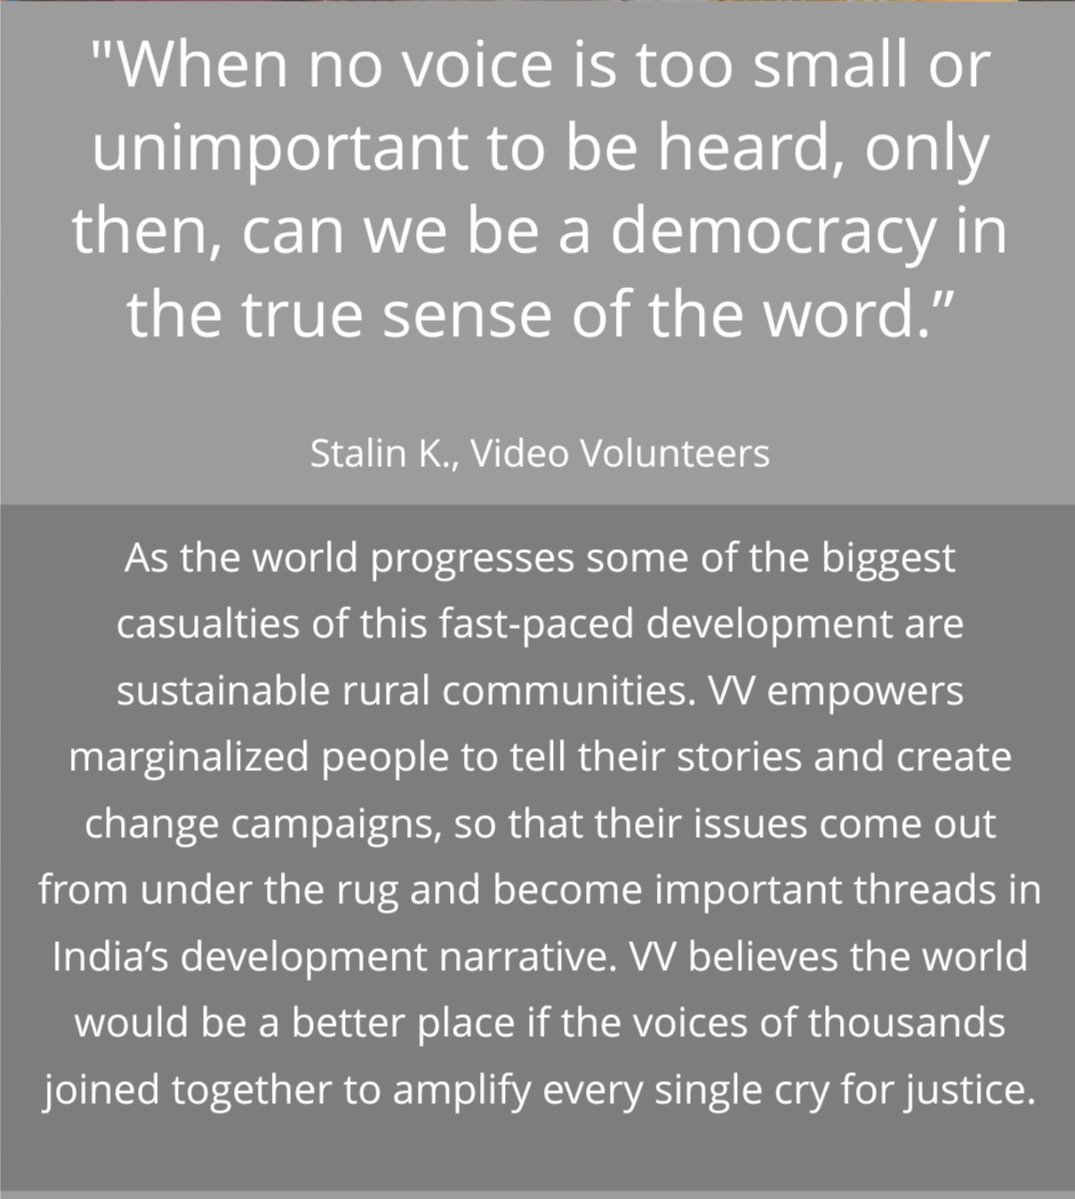 "When no voice is too small or
unimportant to be heard, only
then, can we be a democracy in
the true sense of the word.”
Stalin K., Video Volunteers
As the world progresses some of the biggest
casualties of this fast-paced development are
sustainable rural communities. VV empowers
marginalized people to tell their stories and create
change campaigns, so that their issues come out
from under the rug and become important threads in
India’s development narrative. VV believes the world
would be a better place if the voices of thousands
joined together to amplify every single cry for justice.